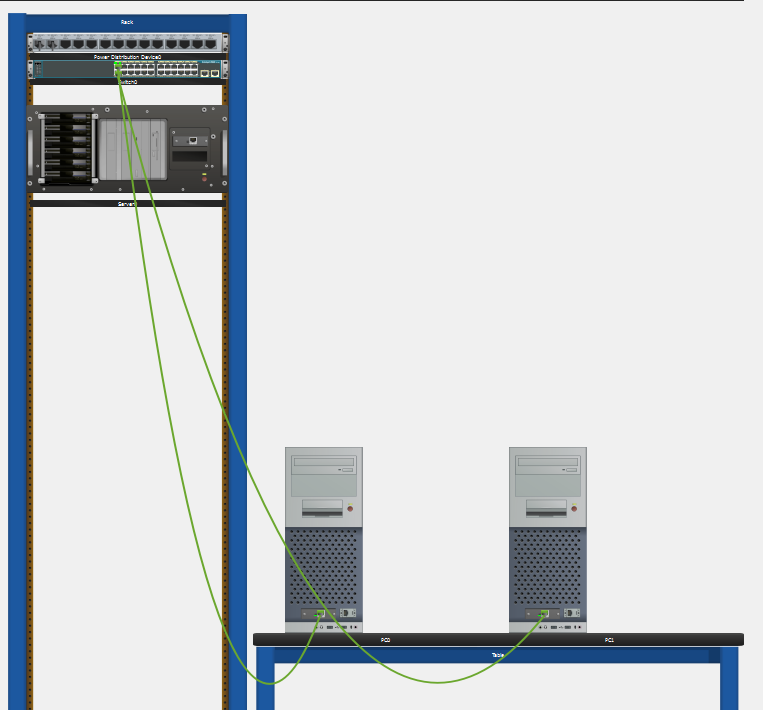 Rack
Power Distribution Device0
Switch0
Server0
PC0
PC1
Table